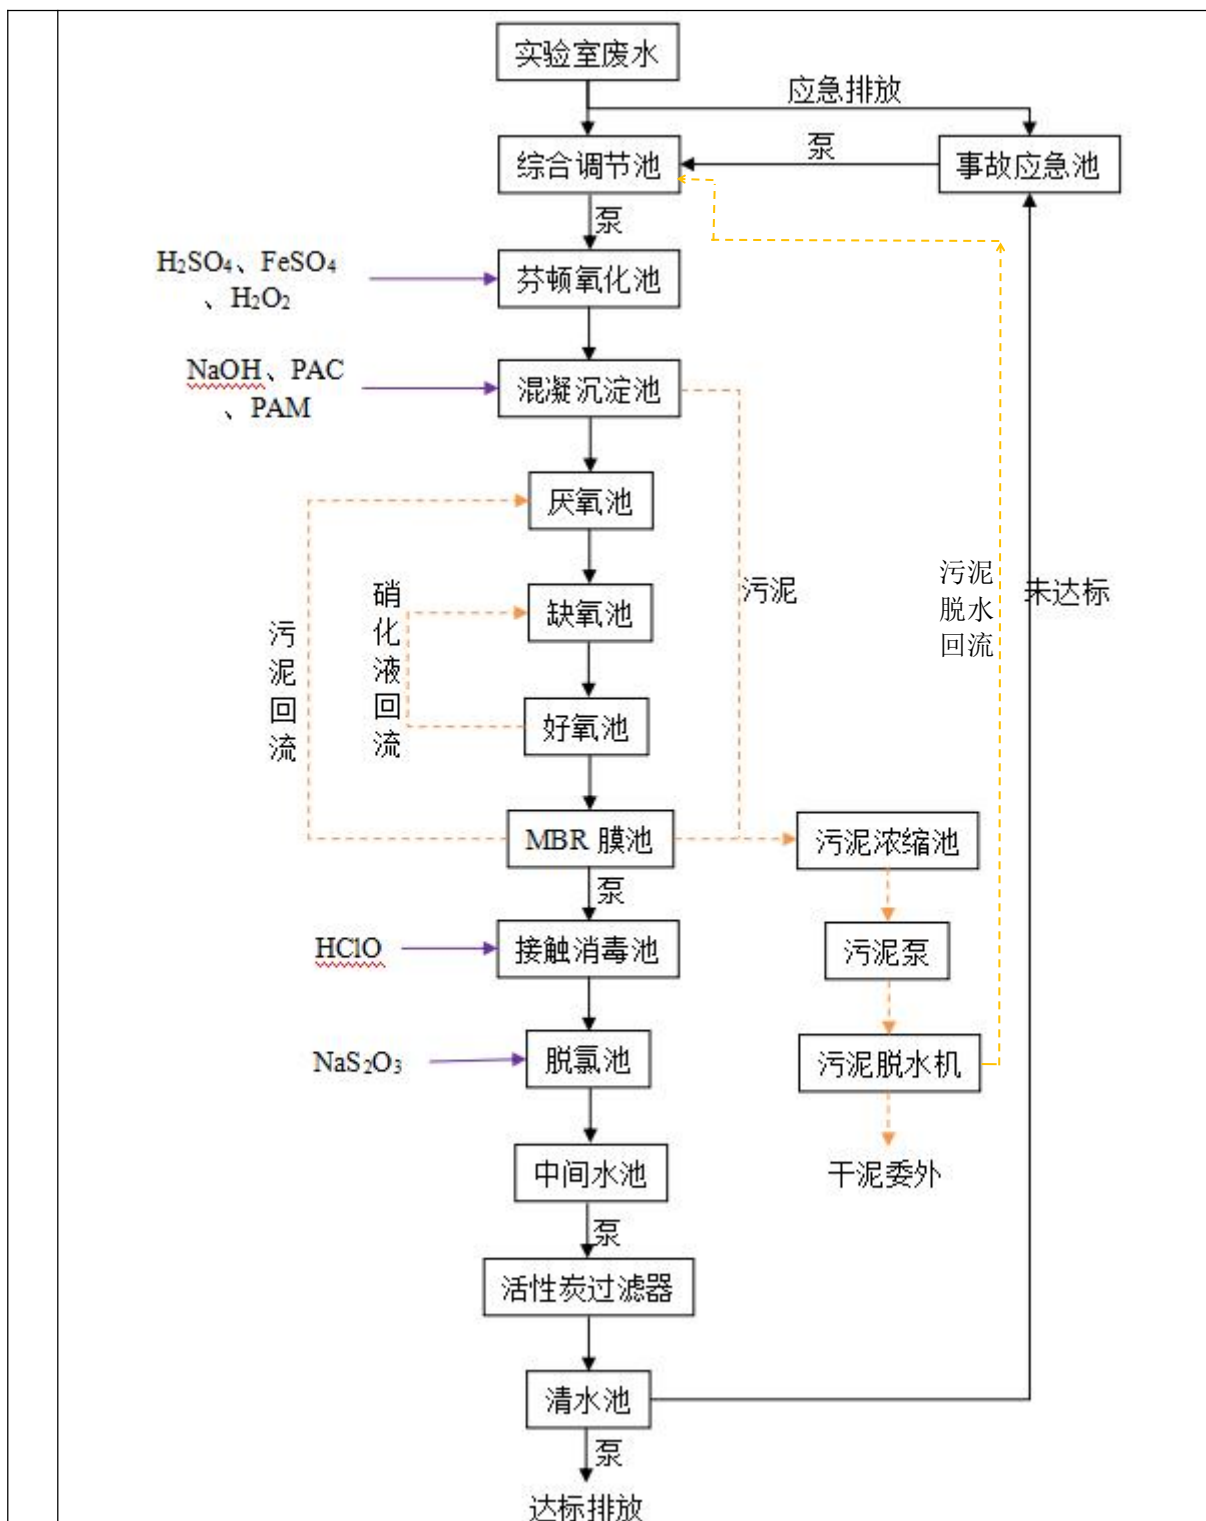 实验室废水
应急排放
综合调节池
泵
事故应急池
泵
H₂SO₄、FeSO₄
、H₂O₂
芬顿氧化池
NaOH、PAC
、PAM
混凝沉淀池
厌氧池
污泥回流
硝化液回流
缺氧池
污泥
污泥
脱水
回流
未达标
好氧池
MBR 膜池
污泥浓缩池
泵
HClO
接触消毒池
污泥泵
NaS₂O₃
脱氯池
污泥脱水机
中间水池
干泥委外
泵
活性炭过滤器
清水池
泵
达标排放